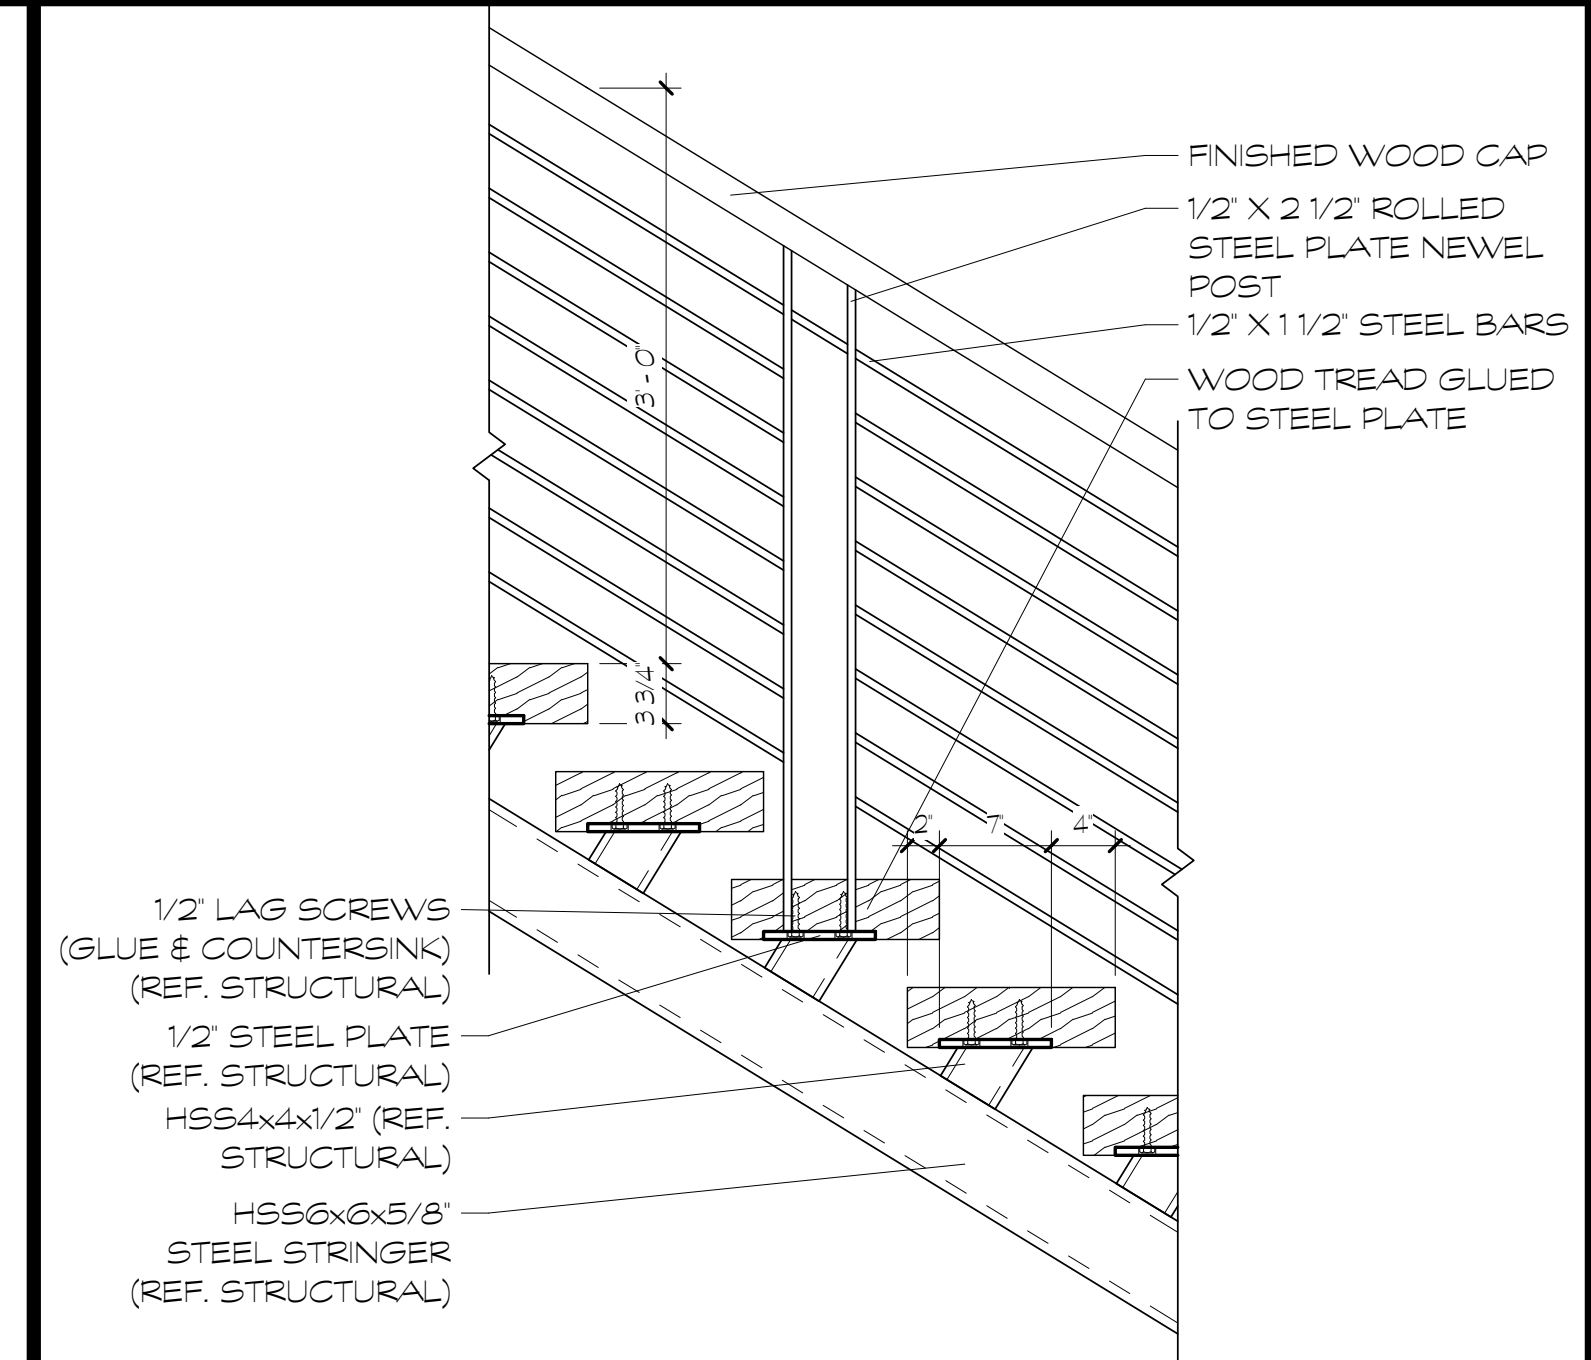 FINISHED WOOD CAP
1/2" X 2 1/2" ROLLED
STEEL PLATE NEWEL
POST
1/2" X 1 1/2" STEEL BARS
WOOD TREAD GLUED
TO STEEL PLATE
3'-0"
3 3/4"
2"
7"
4"
1/2" LAG SCREWS
(GLUE & COUNTERSINK)
(REF. STRUCTURAL)
1/2" STEEL PLATE
(REF. STRUCTURAL)
HSS4x4x1/2" (REF.
STRUCTURAL)
HSS6x6x5/8"
STEEL STRINGER
(REF. STRUCTURAL)